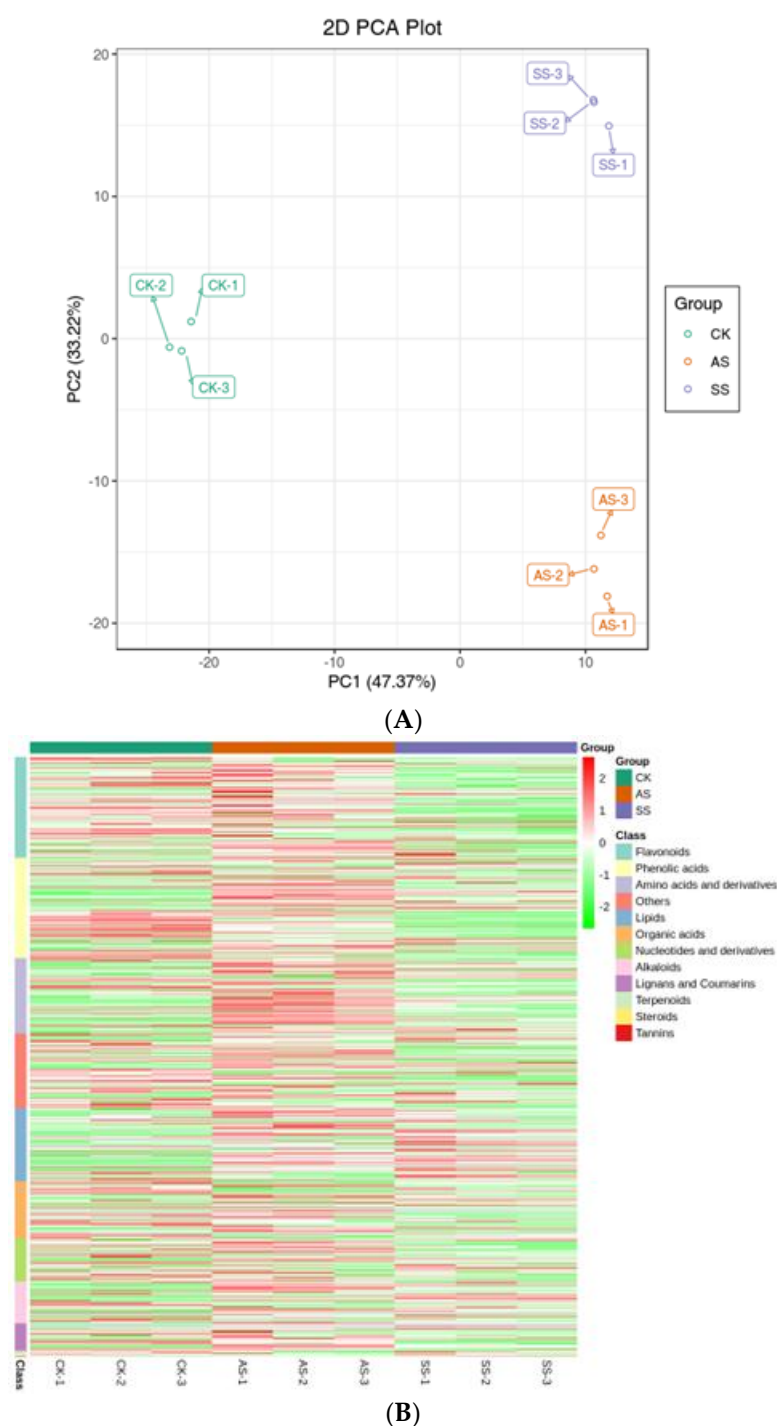 2D PCA Plot
20
10
0
-10
-20
PC2 (33.22%)
SS-3
SS-2
SS-1
CK-2
CK-1
CK-3
AS-3
AS-2
AS-1
Group
CK
AS
SS
-20
-10
0
10
PC1 (47.37%)
(A)
Group
2
1
0
-1
-2
Group
CK
AS
SS
Class
Flavonoids
Phenolic acids
Amino acids and derivatives
Others
Lipids
Organic acids
Nucleotides and derivatives
Alkaloids
Lignans and Coumarins
Terpenoids
Steroids
Tannins
Class
CK-1
CK-2
CK-3
AS-1
AS-2
AS-3
SS-1
SS-2
SS-3
(B)